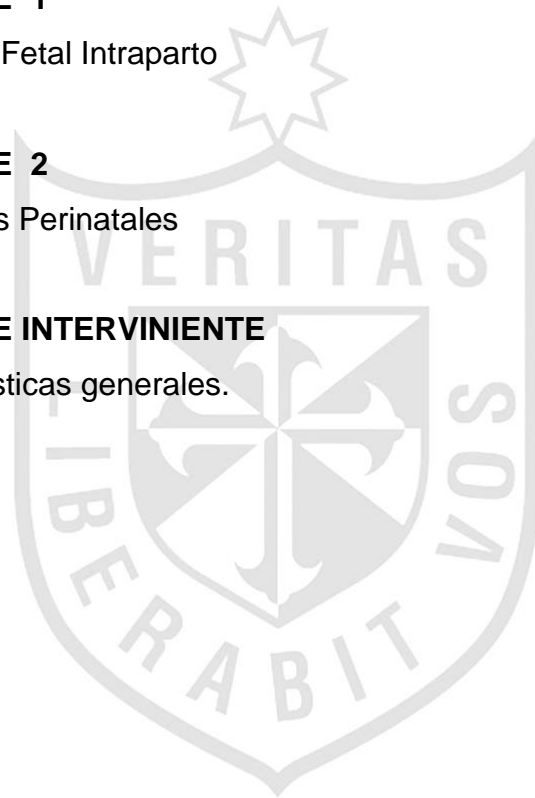 E 1
Fetal Intraparto
E 2
s Perinatales
E INTERVINIENTE
sticas generales.
VERITAS
LIBERABIT
VOS